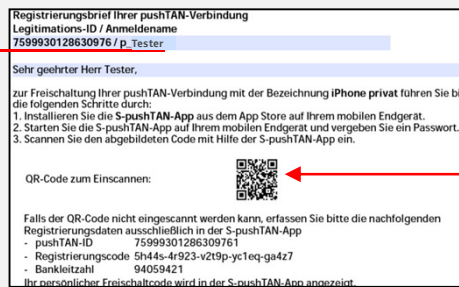 Registrierungsbrief Ihrer pushTAN-Verbindung
Legitimations-ID / Anmeldename
7599930128630976 / p_Tester
Sehr geehrter Herr Tester,
zur Freischaltung Ihrer pushTAN-Verbindung mit der Bezeichnung iPhone privat führen Sie bi
die folgenden Schritte durch:
1. Installieren Sie die S-pushTAN-App aus dem App Store auf Ihrem mobilen Endgerät.
2. Starten Sie die S-pushTAN-App auf Ihrem mobilen Endgerät und vergeben Sie ein Passwort.
3. Scannen Sie den abgebildeten Code mit Hilfe der S-pushTAN-App ein.
QR-Code zum Einscannen:
Falls der QR-Code nicht eingescannt werden kann, erfassen Sie bitte die nachfolgenden
Registrierungsdaten ausschließlich in der S-pushTAN-App
- pushTAN-ID 75999301286309761
- Registrierungscode 5h44s-4r923-v2t9p-yc1eq-ga4z7
- Bankleitzahl 94059421
Ihr persönlicher Freischaltcode wird in der S-pushTAN-App angezeigt.